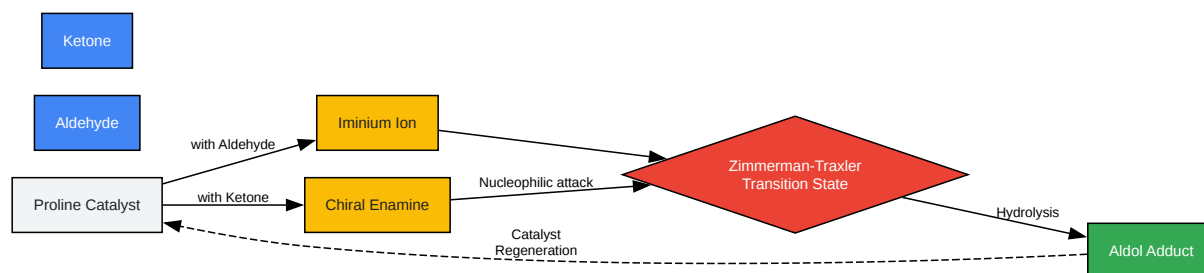 Ketone
Aldehyde
with Aldehyde
Iminium Ion
Zimmerman-Traxler
Transition State
Proline Catalyst
with Ketone
Chiral Enamine
Nucleophilic attack
Hydrolysis
Catalyst
Regeneration
Aldol Adduct